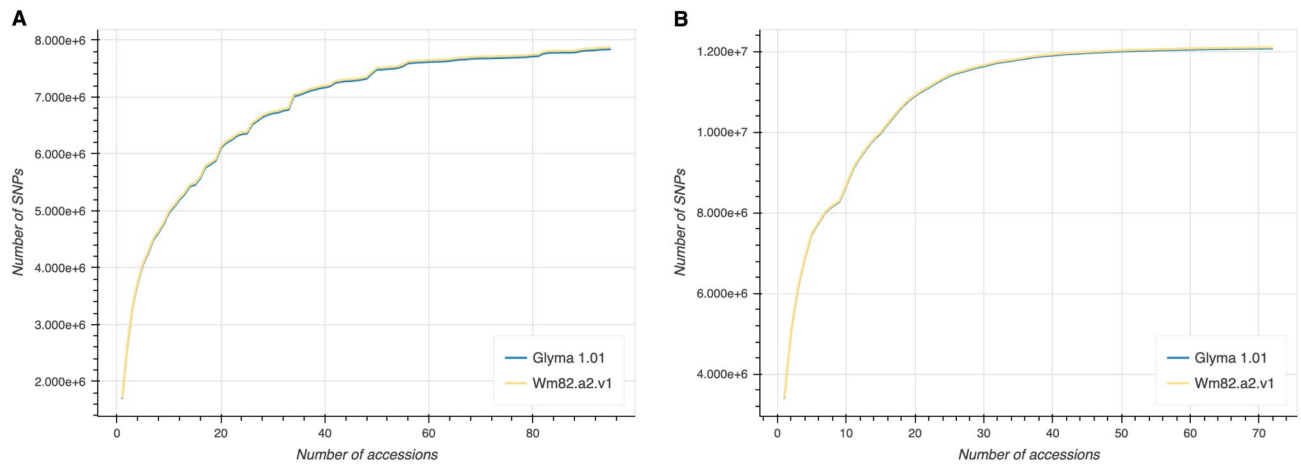 A
8.000e+6
7.000e+6
6.000e+6
5.000e+6
4.000e+6
3.000e+6
2.000e+6
Number of SNPs
0 20 40 60 80
Number of accessions
Glyma 1.01
Wm82.a2.v1
B
1.200e+7
1.000e+7
8.000e+6
6.000e+6
4.000e+6
Number of SNPs
0 10 20 30 40 50 60 70
Number of accessions
Glyma 1.01
Wm82.a2.v1